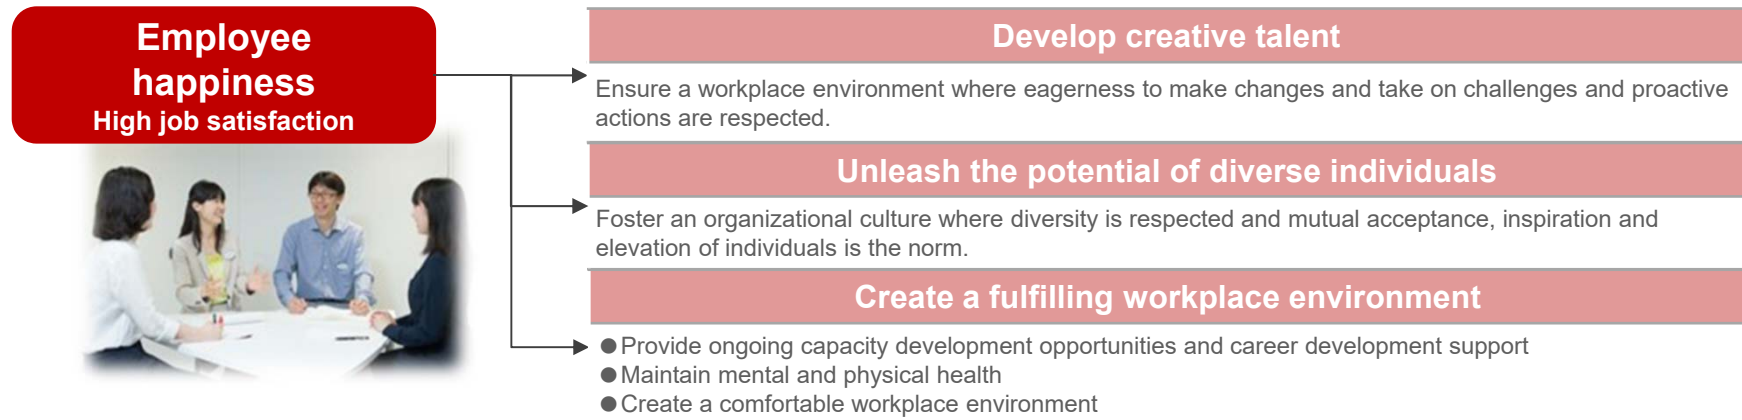 Employee
happiness
High job satisfaction
Develop creative talent
Ensure a workplace environment where eagerness to make changes and take on challenges and proactive
actions are respected.
Unleash the potential of diverse individuals
Foster an organizational culture where diversity is respected and mutual acceptance, inspiration and
elevation of individuals is the norm.
Create a fulfilling workplace environment
●Provide ongoing capacity development opportunities and career development support
●Maintain mental and physical health
●Create a comfortable workplace environment